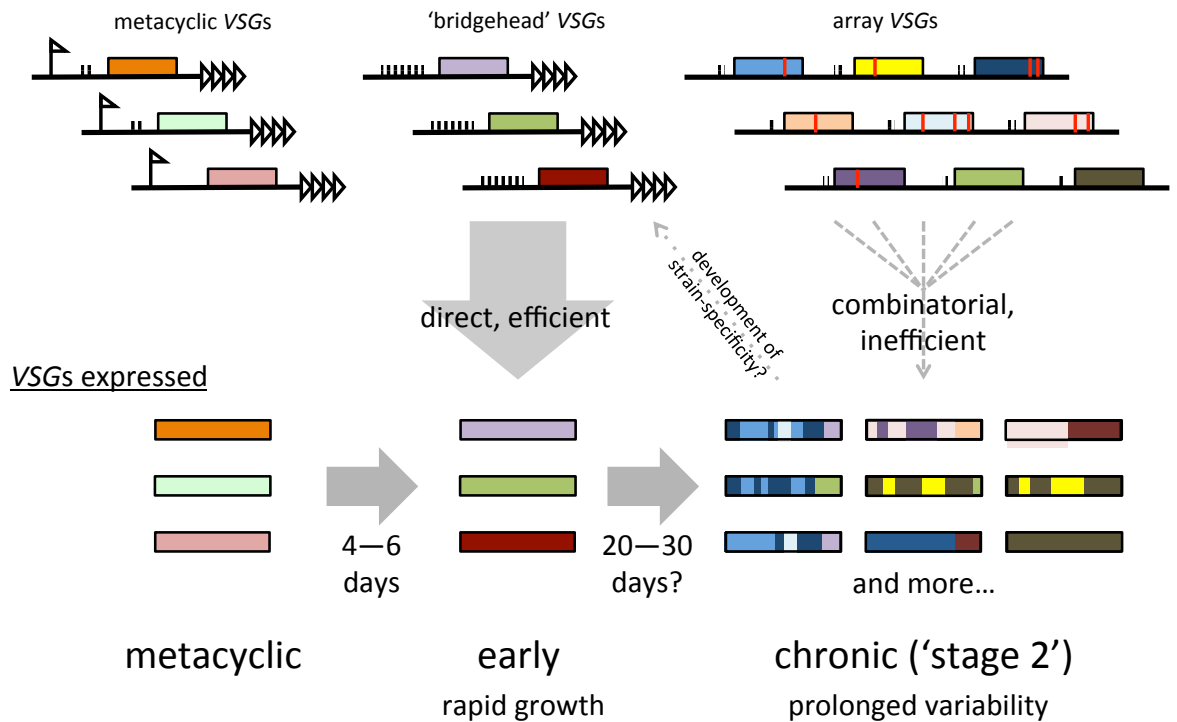 metacyclic VSGs
‘bridgehead’ VSGs
array VSGs
development of
strain-specificity?
direct, efficient
combinatorial,
inefficient
VSGs expressed
4—6
days
20—30
days?
and more...
metacyclic
early
chronic (‘stage 2’)
rapid growth
prolonged variability